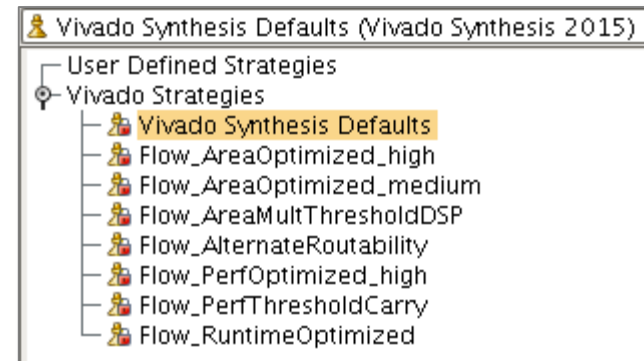 Vivado Synthesis Defaults (Vivado Synthesis 2015)
User Defined Strategies
Vivado Strategies
Vivado Synthesis Defaults
Flow_AreaOptimized_high
Flow_AreaOptimized_medium
Flow_AreaMultThresholdDSP
Flow_AlternateRoutability
Flow_PerfOptimized_high
Flow_PerfThresholdCarry
Flow_RuntimeOptimized